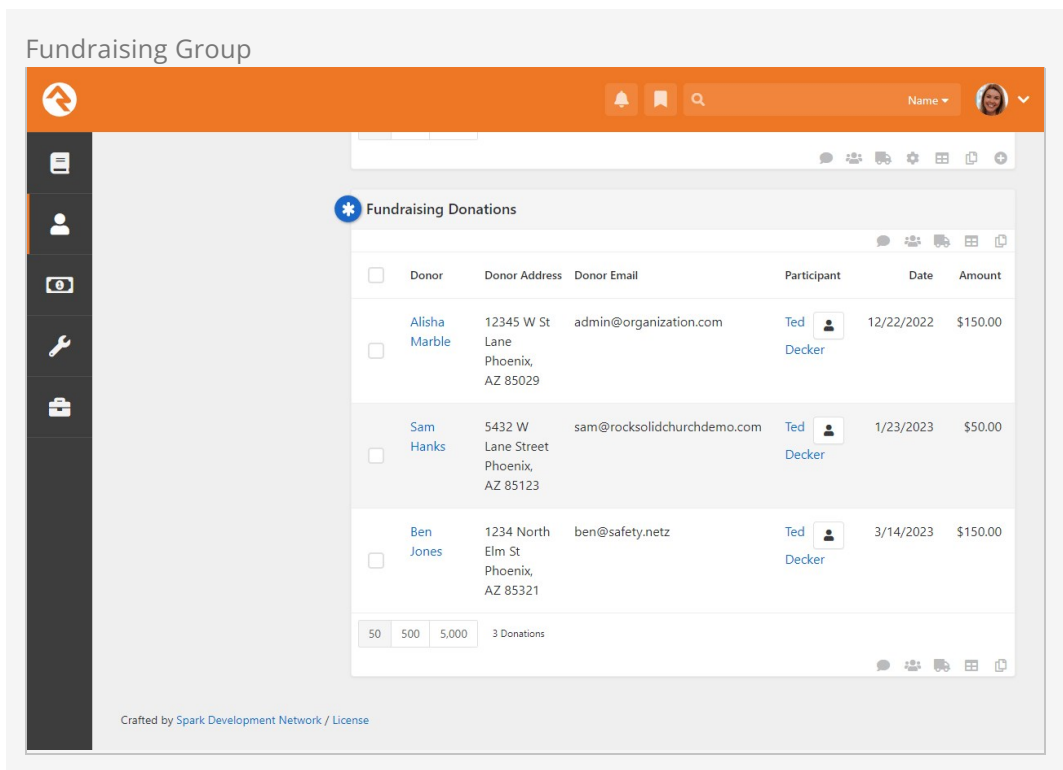 Fundraising Group
Name
Fundraising Donations
Donor Donor Address Donor Email Participant Date Amount
Alisha Marble 12345 W St Lane Phoenix, AZ 85029 admin@organization.com Ted Decker 12/22/2022 $150.00
Sam Hanks 5432 W Lane Street Phoenix, AZ 85123 sam@rocksolidchurchdemo.com Ted Decker 1/23/2023 $50.00
Ben Jones 1234 North Elm St Phoenix, AZ 85321 ben@safety.netz Ted Decker 3/14/2023 $150.00
50 500 5,000 3 Donations
Crafted by Spark Development Network / License